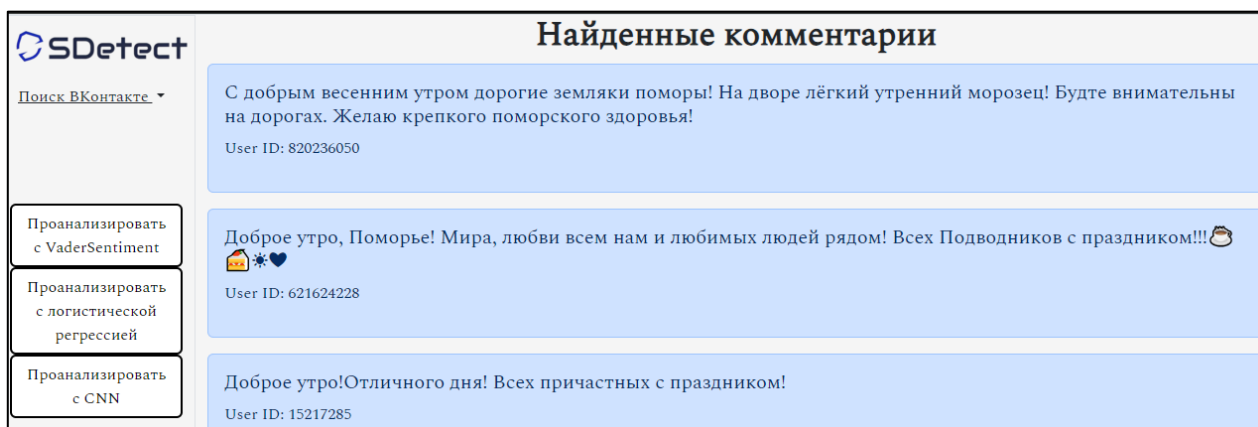 SDetect
Поиск ВКонтакте
Проанализировать
с VaderSentiment
Проанализировать
с логистической
регрессией
Проанализировать
с CNN
Найденные комментарии
С добрым весенним утром дорогие земляки поморы! На дворе лёгкий утренний морозец! Будте внимательны
на дорогах. Желаю крепкого поморского здоровья!
User ID: 820236050
Доброе утро, Поморье! Мира, любви всем нам и любимых людей рядом! Всех Подводников с праздником!!!☕
🍰☀♥
User ID: 621624228
Доброе утро!Отличного дня! Всех причастных с праздником!
User ID: 15217285